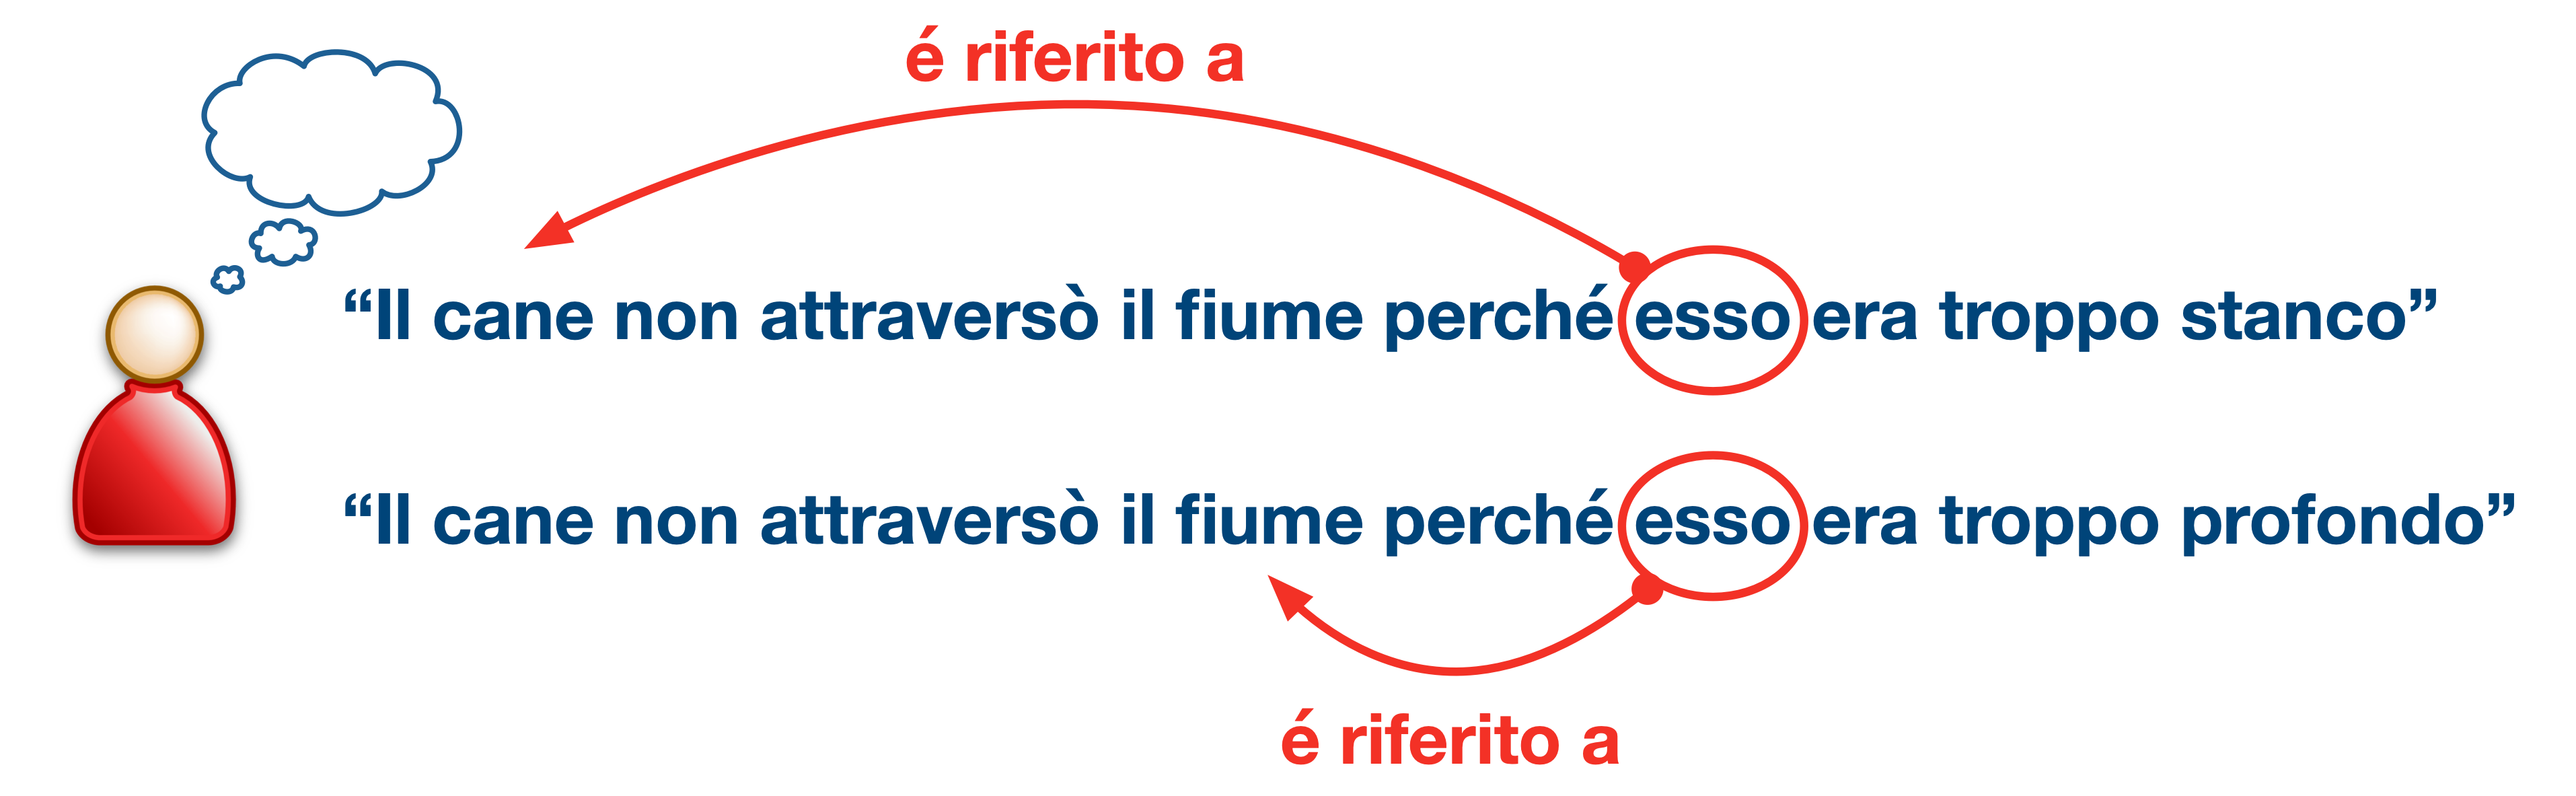 é riferito a
“Il cane non attraversò il fiume perché esso era troppo stanco”
“Il cane non attraversò il fiume perché esso era troppo profondo”
é riferito a